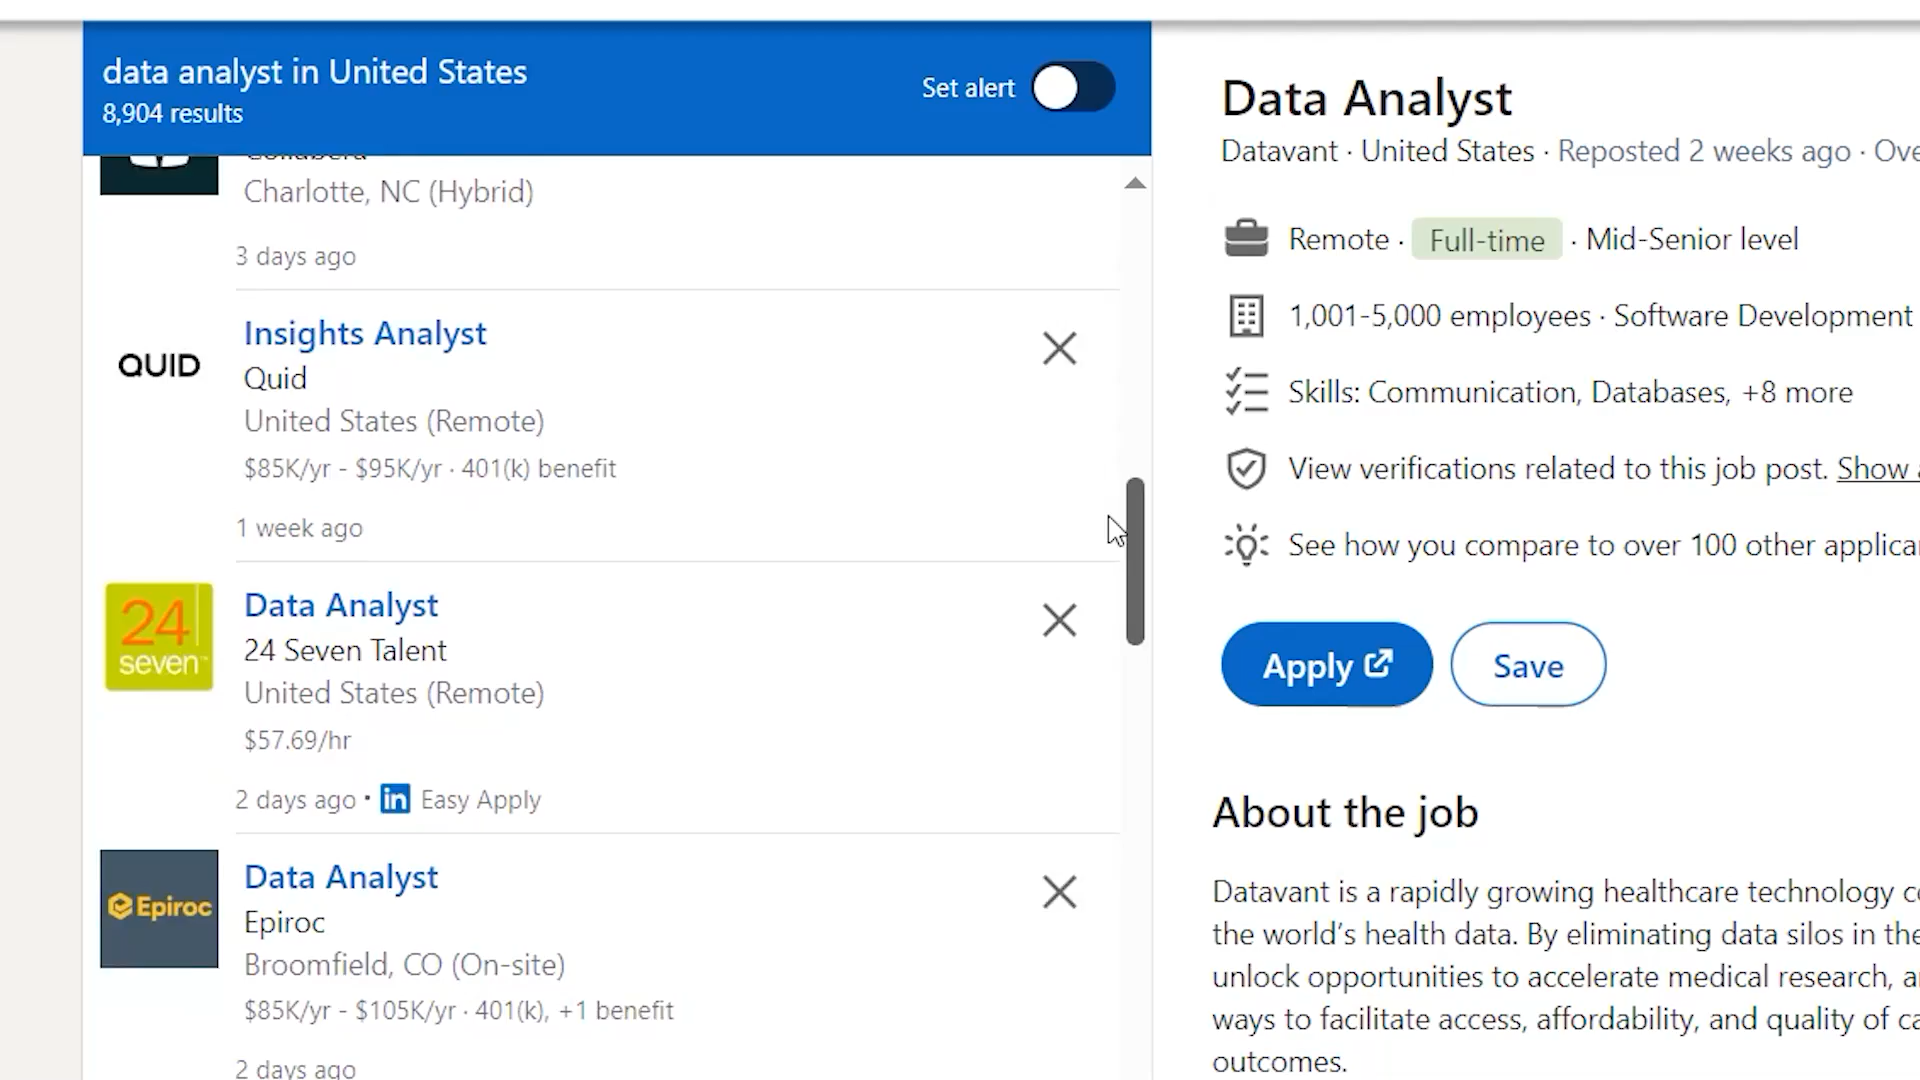 data analyst in United States
8,904 results
Set alert
Charlotte, NC (Hybrid)
3 days ago
QUID
Insights Analyst
Quid
United States (Remote)
$85K/yr - $95K/yr · 401(k) benefit
1 week ago
24
seven™
Data Analyst
24 Seven Talent
United States (Remote)
$57.69/hr
2 days ago · in Easy Apply
Epiroc
Data Analyst
Epiroc
Broomfield, CO (On-site)
$85K/yr - $105K/yr · 401(k), +1 benefit
2 days ago
Data Analyst
Datavant · United States · Reposted 2 weeks ago ·
Remote · Full-time · Mid-Senior level
1,001-5,000 employees · Software Development
Skills: Communication, Databases, +8 more
View verifications related to this job post. Show
See how you compare to over 100 other
Apply
Save
About the job
Datavant is a rapidly growing healthcare technology
the world’s health data. By eliminating data silos in the
unlock opportunities to accelerate medical research,
ways to facilitate access, affordability, and quality of
outcomes.